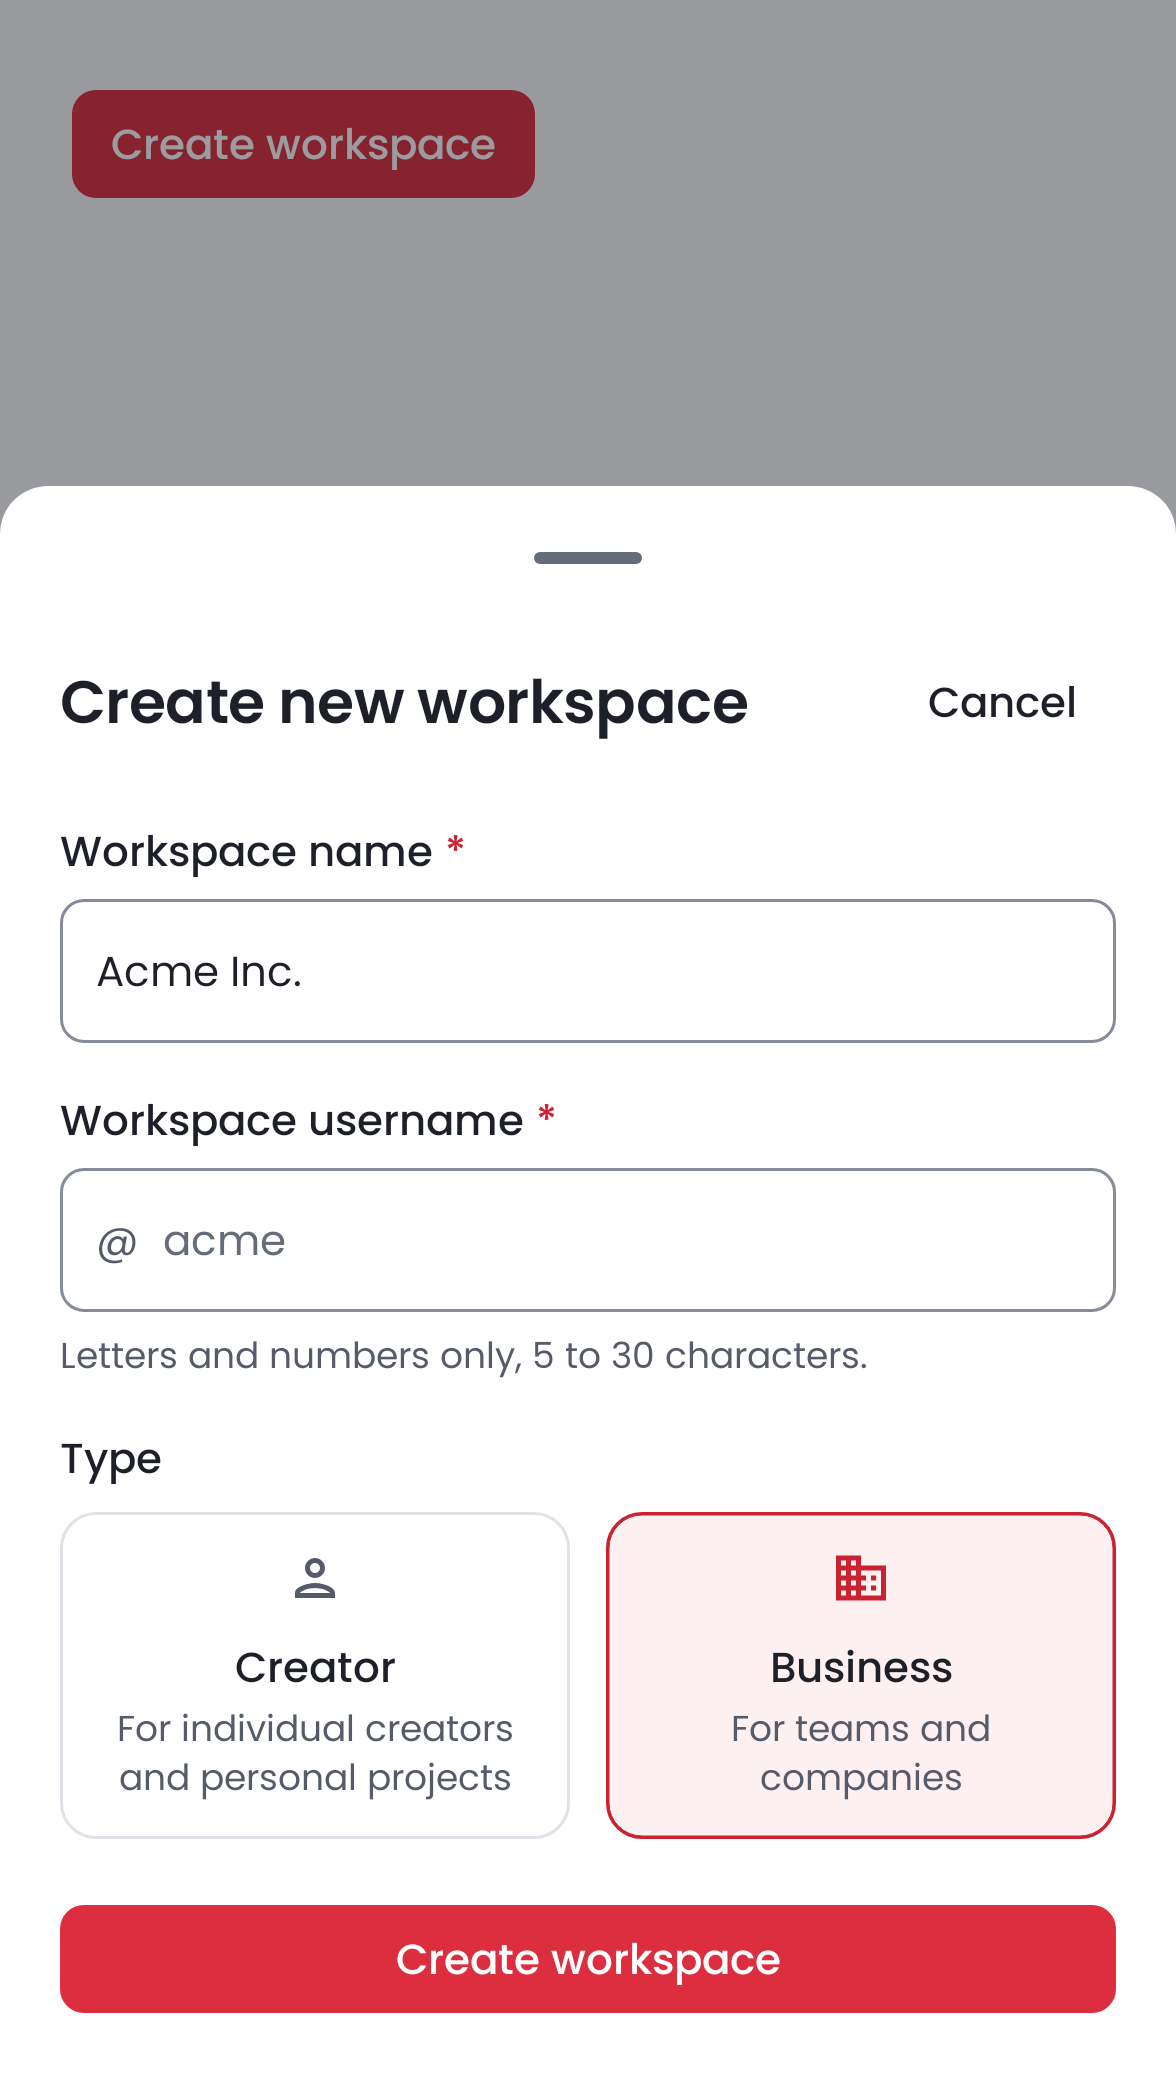 Create workspace
Create new workspace
Cancel
Workspace name *
Acme Inc.
Workspace username *
@ acme
Letters and numbers only, 5 to 30 characters.
Type
Creator
For individual creators
and personal projects
Business
For teams and
companies
Create workspace